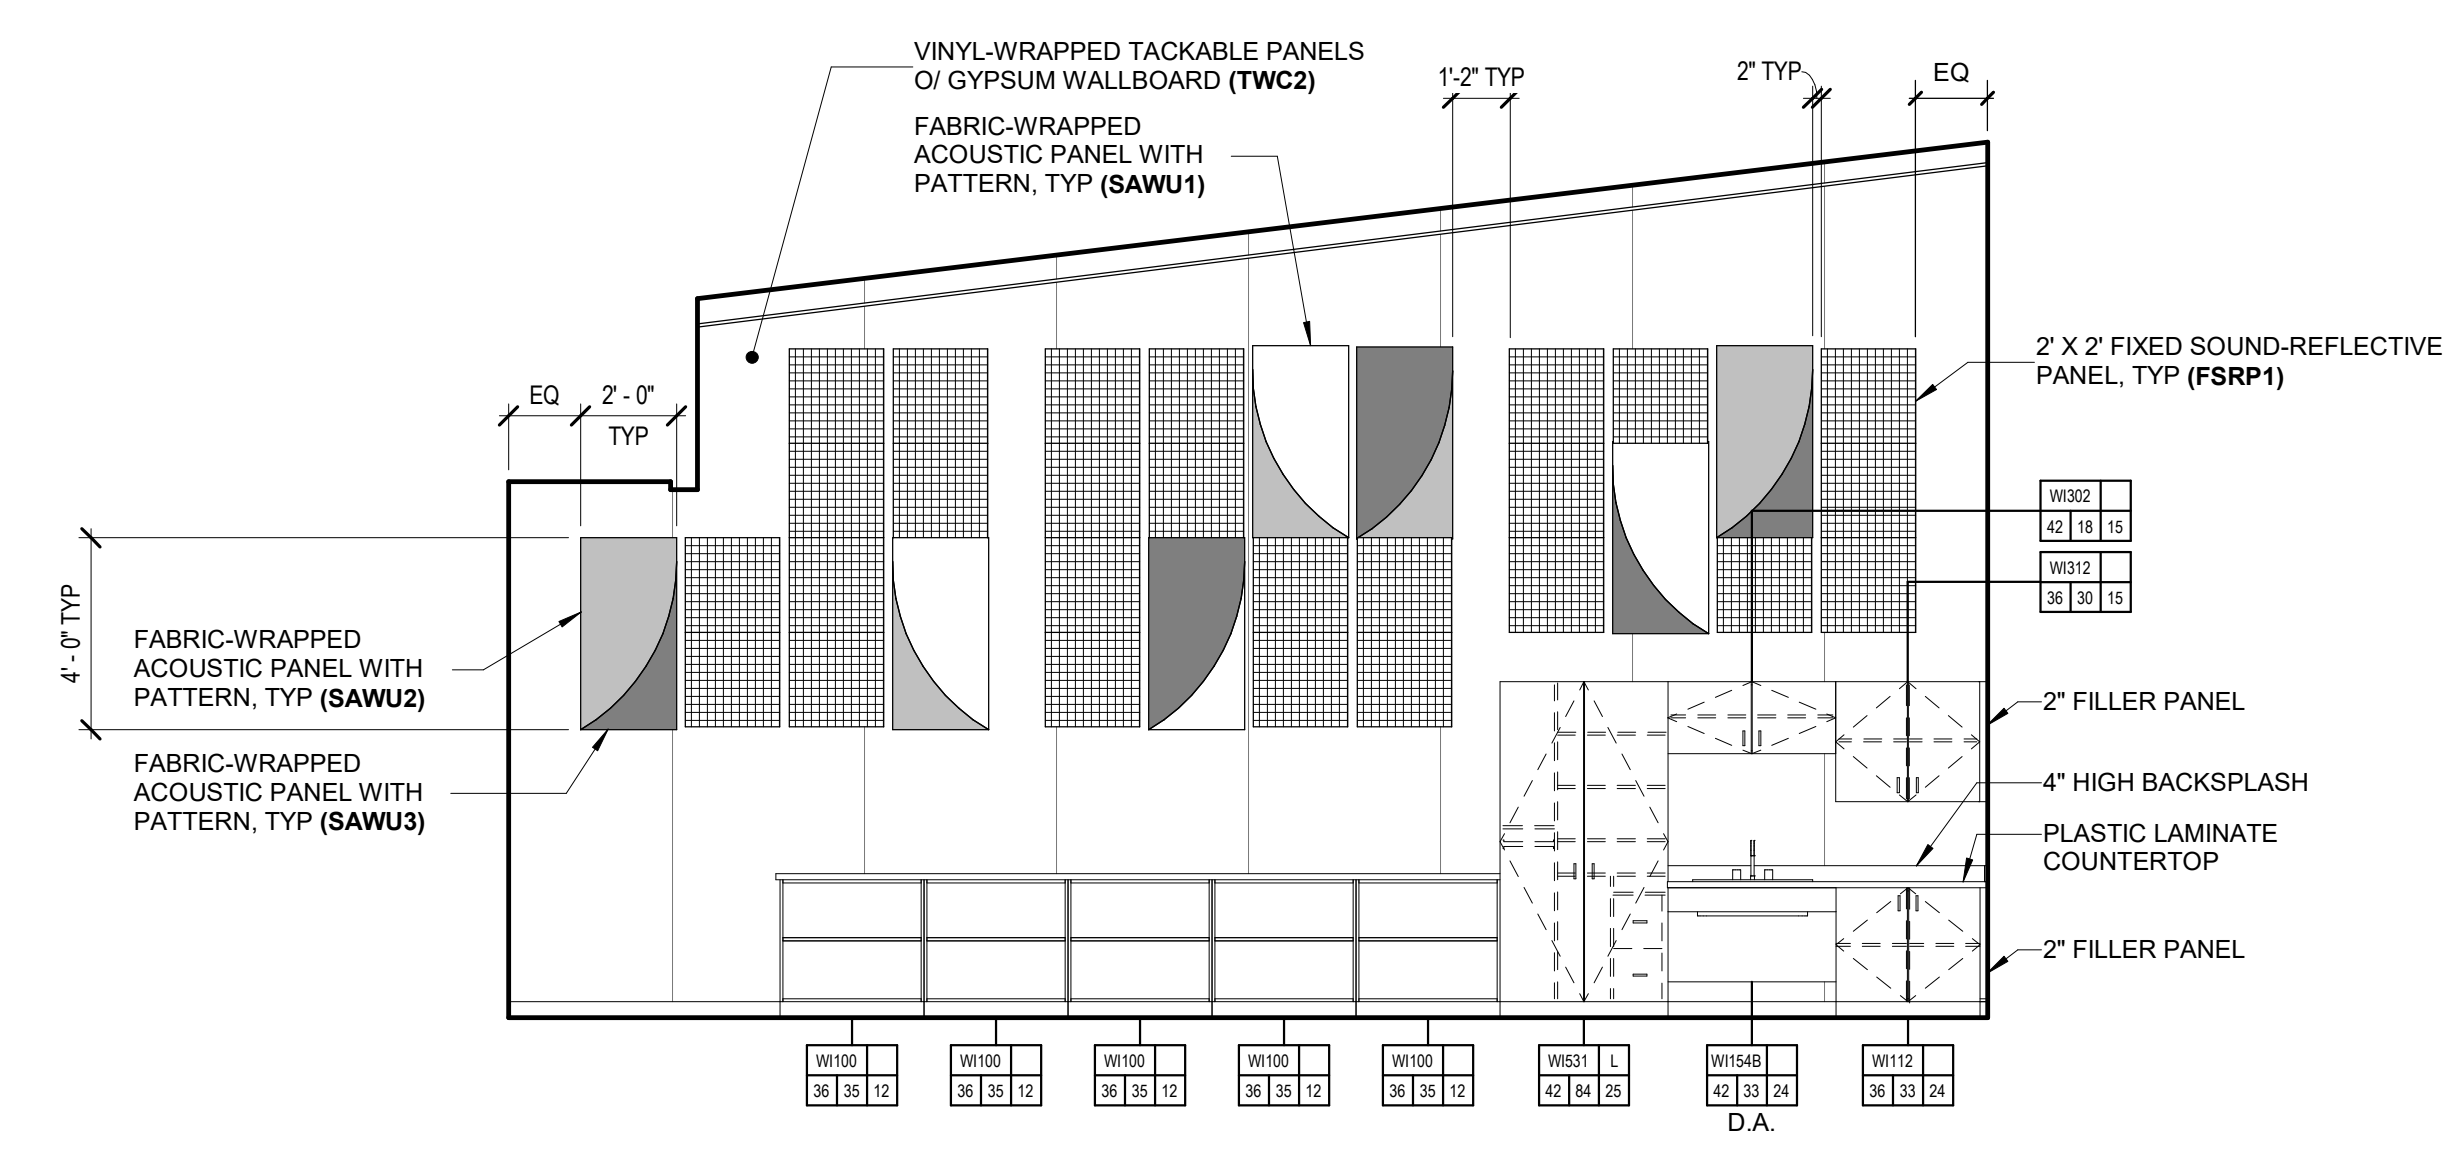 VINYL-WRAPPED TACKABLE PANELS
O/ GYPSUM WALLBOARD (TWC2)
1'-2" TYP
2" TYP
EQ
FABRIC-WRAPPED
ACOUSTIC PANEL WITH
PATTERN, TYP (SAWU1)
2' X 2' FIXED SOUND-REFLECTIVE
PANEL, TYP (FSRP1)
EQ
2' - 0"
TYP
WI302
42 18 15
WI312
36 30 15
4' - 0" TYP
FABRIC-WRAPPED
ACOUSTIC PANEL WITH
PATTERN, TYP (SAWU2)
2" FILLER PANEL
FABRIC-WRAPPED
ACOUSTIC PANEL WITH
PATTERN, TYP (SAWU3)
4" HIGH BACKSPLASH
PLASTIC LAMINATE
COUNTERTOP
2" FILLER PANEL
WI100
36 35 12
WI100
36 35 12
WI100
36 35 12
WI100
36 35 12
WI100
36 35 12
WI531 L
42 84 25
WI154B
42 33 24
D.A.
WI112
36 33 24